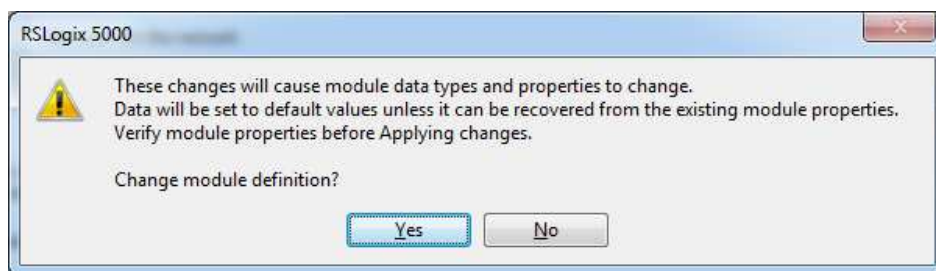 RSLogix 5000
These changes will cause module data types and properties to change.
Data will be set to default values unless it can be recovered from the existing module properties.
Verify module properties before Applying changes.
Change module definition?
Yes
No